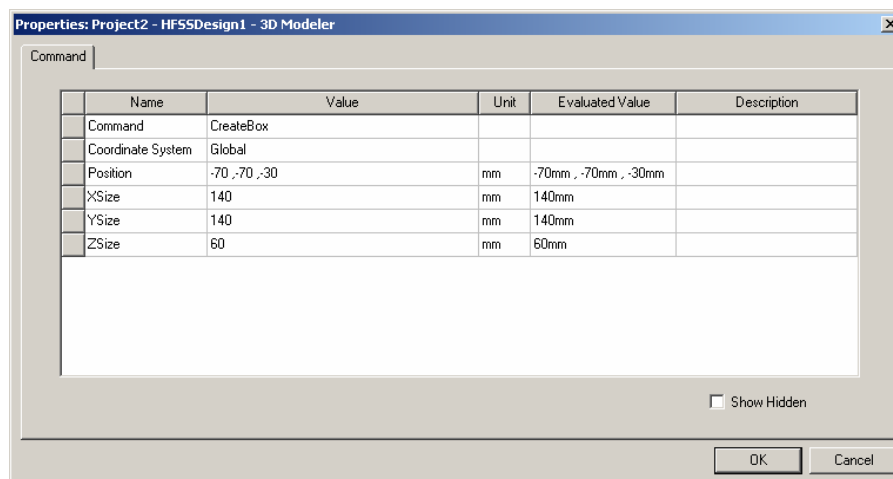 Properties: Project2 - HFSSDesign1 - 3D Modeler
Command
Name Value Unit Evaluated Value Description
Command CreateBox
Coordinate System Global
Position -70 ,-70 ,-30 mm -70mm , -70mm , -30mm
XSize 140 mm 140mm
YSize 140 mm 140mm
ZSize 60 mm 60mm
Show Hidden
OK Cancel